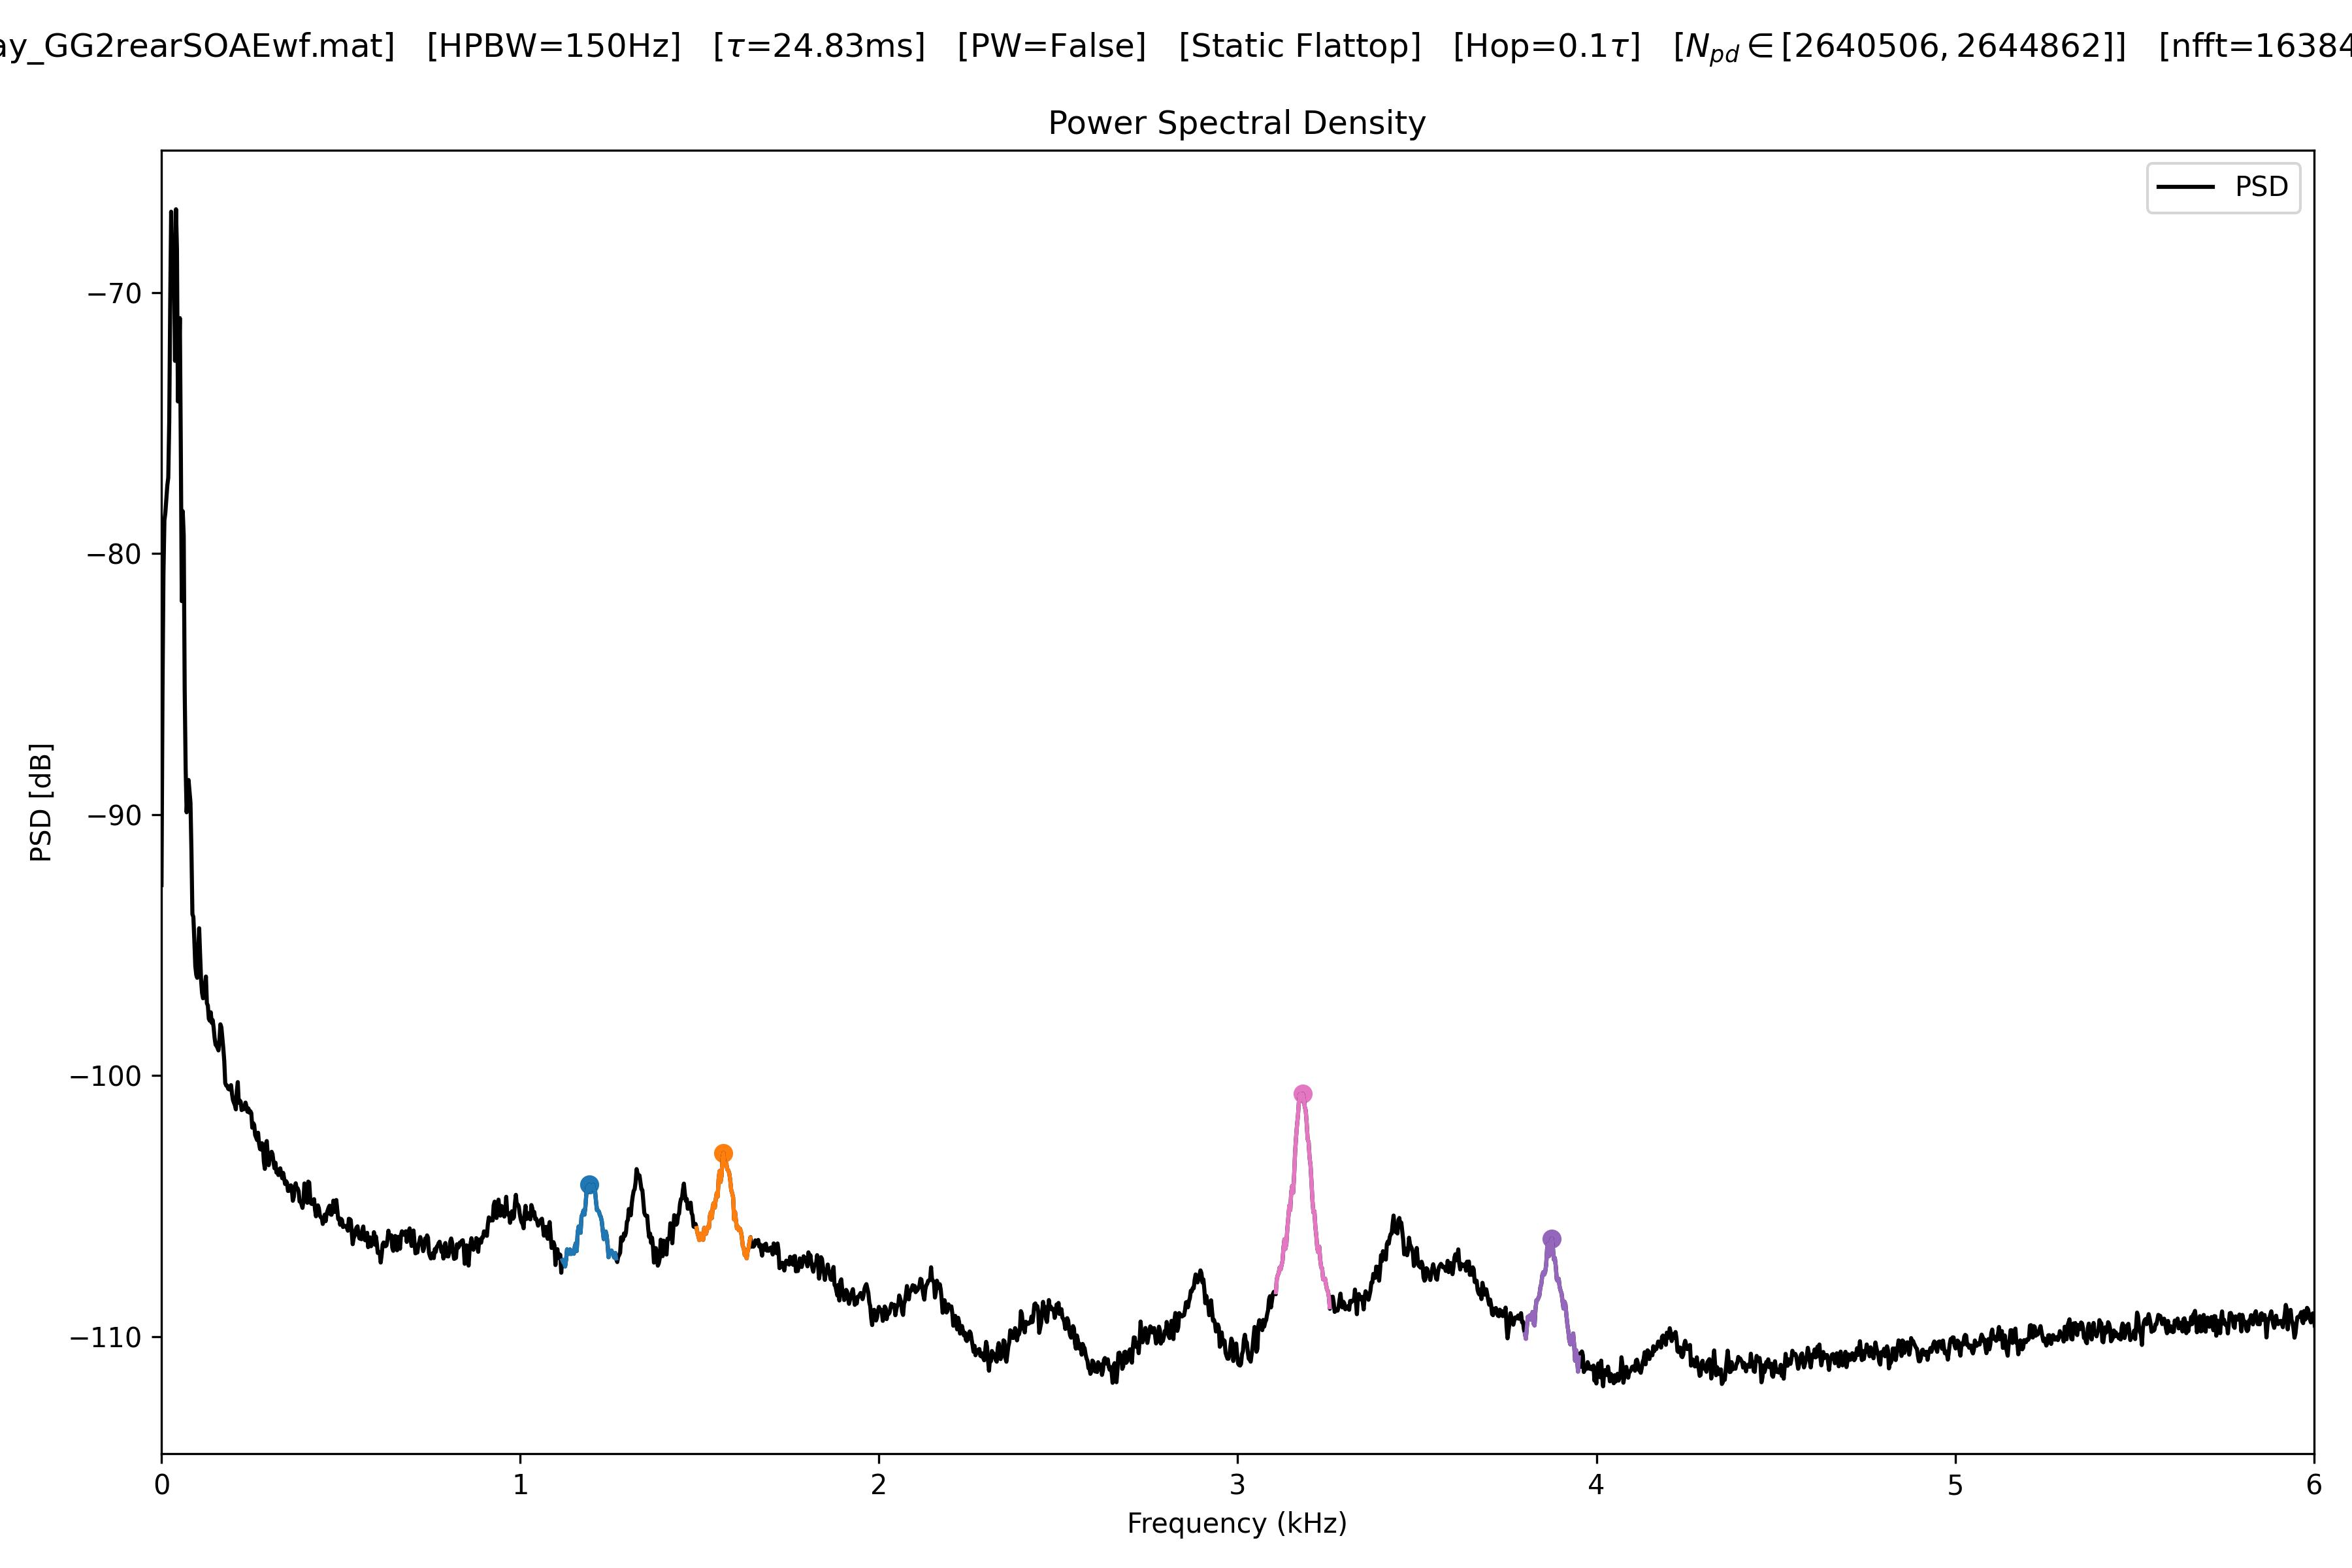 ay_GG2rearSOAEwf.mat] [HPBW=150Hz] [τ=24.83ms] [PW=False] [Static Flattop] [Hop=0.1τ] [N_pd ∈ [2640506, 2644862]] [nfft=16384
Power Spectral Density
PSD
−70
−80
−90
−100
−110
PSD [dB]
0 1 2 3 4 5 6
Frequency (kHz)